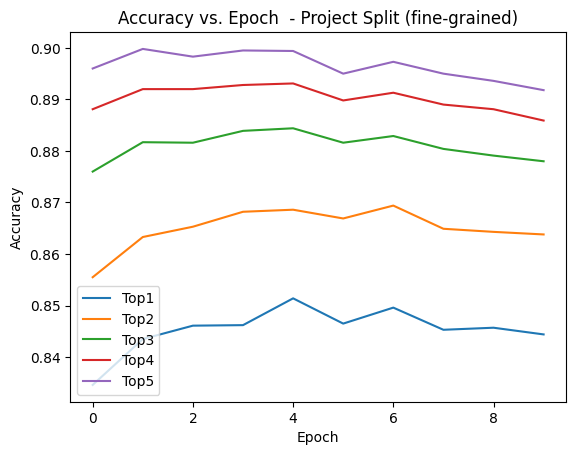 Accuracy vs. Epoch  - Project Split (fine-grained)
Accuracy
0.90
0.89
0.88
0.87
0.86
0.85
0.84
Top1
Top2
Top3
Top4
Top5
0 2 4 6 8
Epoch